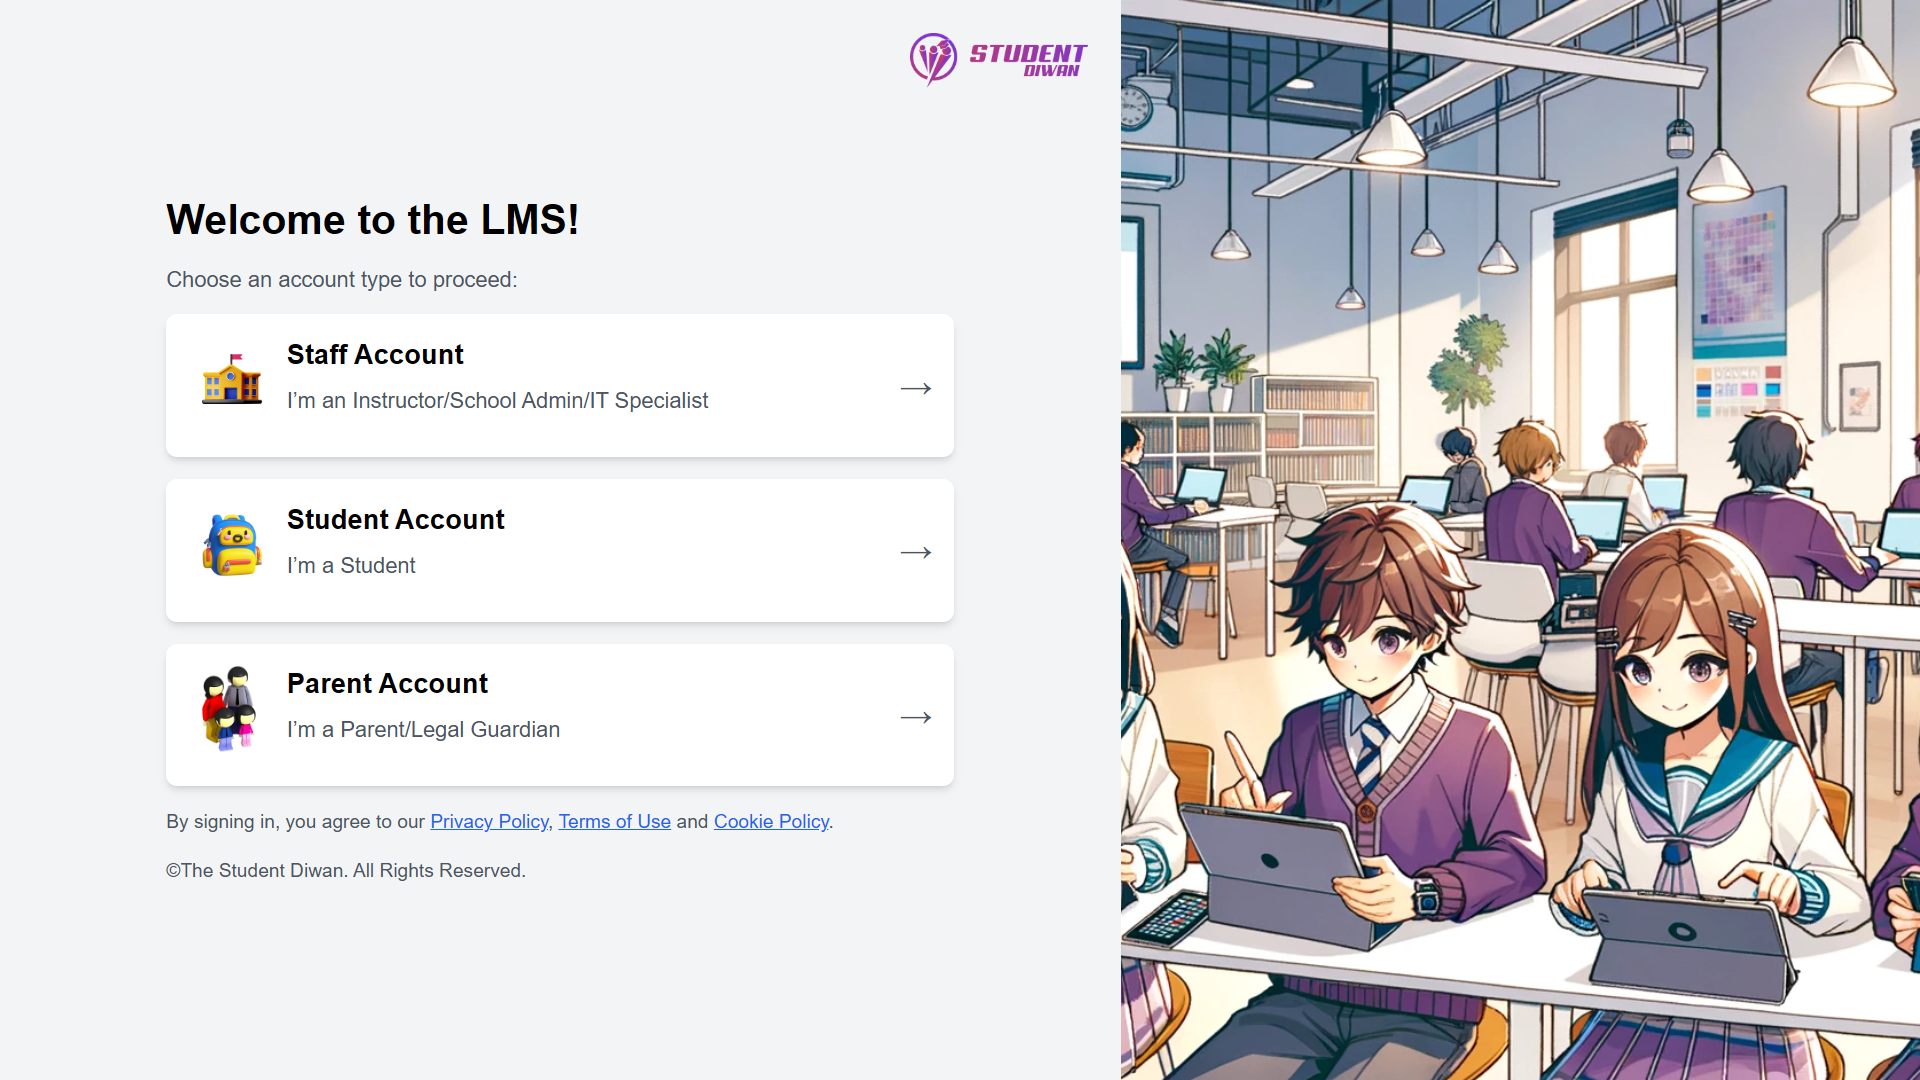 STUDENT
DIWAN
Welcome to the LMS!
Choose an account type to proceed:
Staff Account
I’m an Instructor/School Admin/IT Specialist
Student Account
I’m a Student
Parent Account
I’m a Parent/Legal Guardian
By signing in, you agree to our Privacy Policy, Terms of Use and Cookie Policy.
©The Student Diwan. All Rights Reserved.